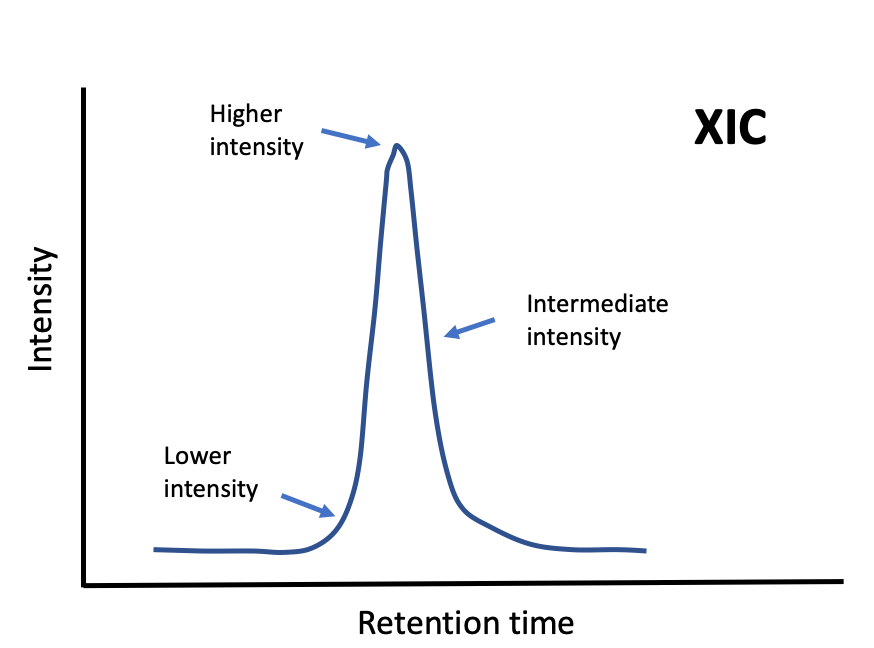 Higher
intensity
XIC
Intensity
Intermediate
intensity
Lower
intensity
Retention time